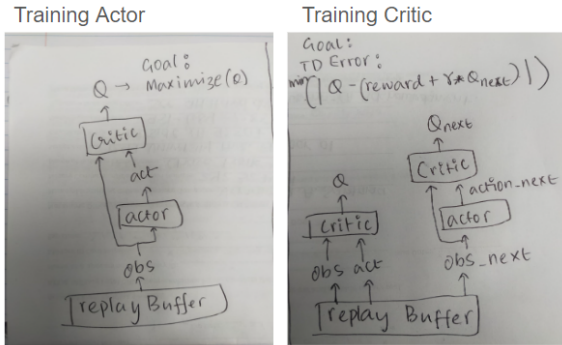 Training Actor
Goal:
Q → Maximize(Q)
Critic
act
actor
obs
replay Buffer
Training Critic
Goal:
TD Error:
min(|Q-(reward + γ*Qnext)|)
Qnext
Critic
action_next
actor
obs_next
Q
Critic
obs act
replay Buffer